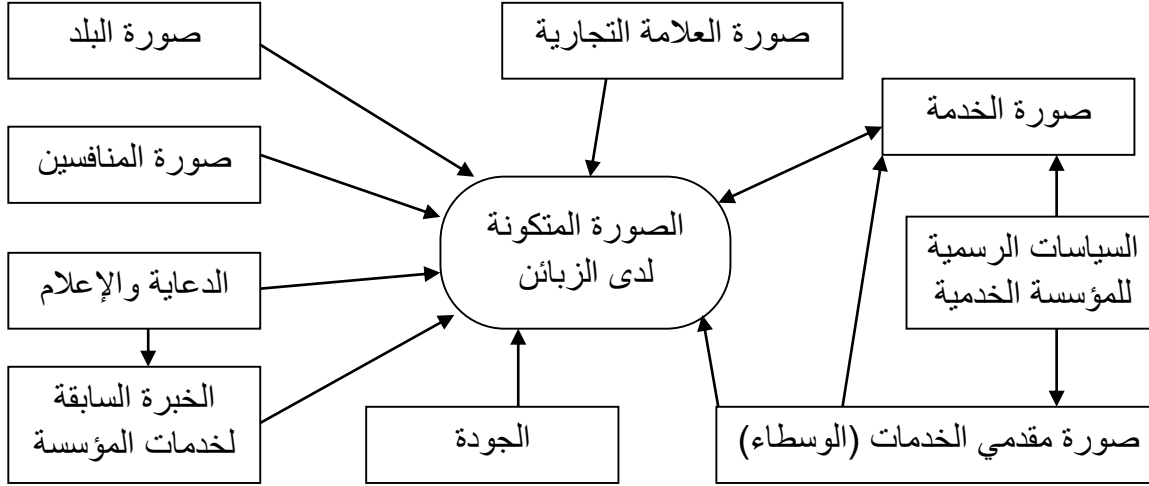 صورة البلد
صورة العلامة التجارية
صورة الخدمة
صورة المنافسين
الصورة المتكونة
لدى الزبائن
السياسات الرسمية
للمؤسسة الخدمية
الدعاية والإعلام
الخبرة السابقة
لخدمات المؤسسة
الجودة
صورة مقدمي الخدمات (الوسطاء)